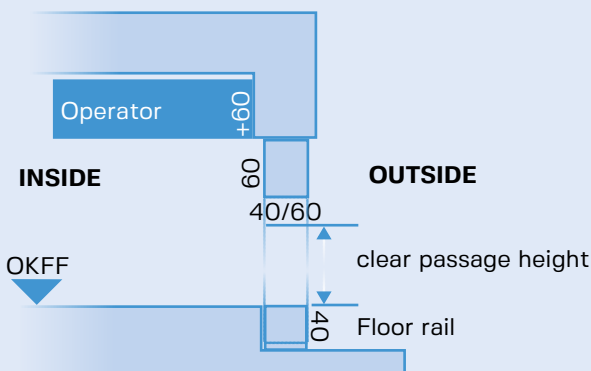 Operator
+60
60
INSIDE
OUTSIDE
40/60
clear passage height
OKFF
40
Floor rail